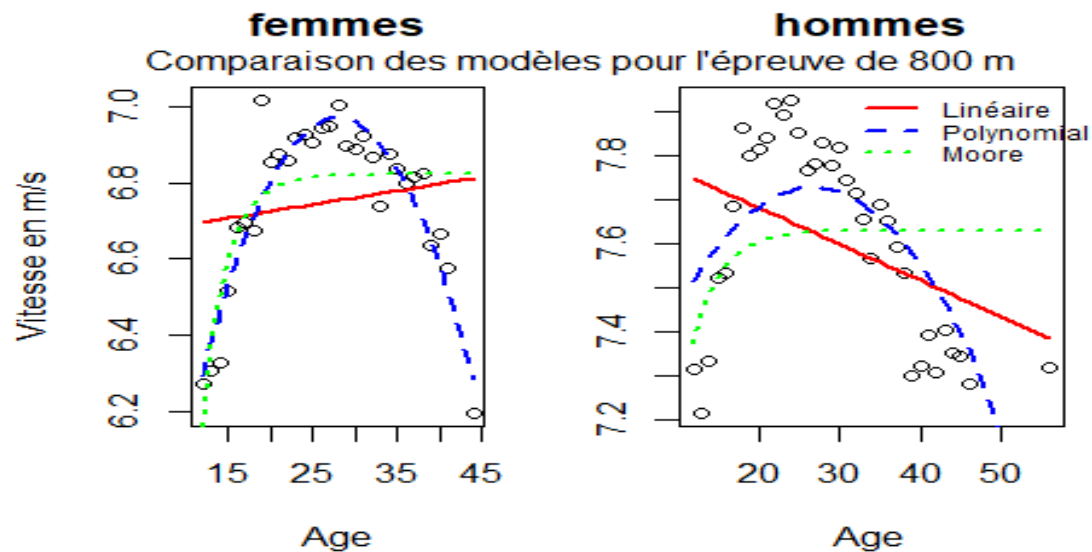 femmes hommes
Comparaison des modèles pour l'épreuve de 800 m
Vitesse en m/s
7.0
6.8
6.6
6.4
6.2
15 25 35 45
Age
Linéaire
Polynomial
Moore
7.8
7.6
7.4
7.2
20 30 40 50
Age